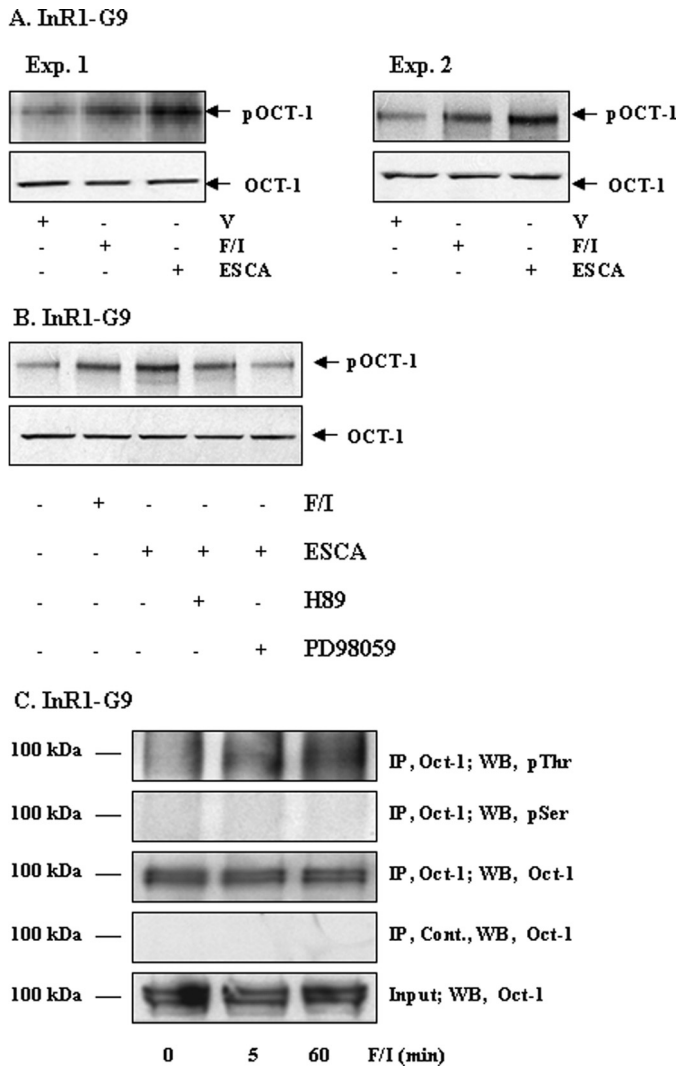 A. InR1-G9
Exp. 1 Exp. 2
pOCT-1 pOCT-1
OCT-1 OCT-1
+ - - V + - - V
- + - F/I - + - F/I
- - + ESCA - - + ESCA
B. InR1-G9
pOCT-1
OCT-1
- + - - - F/I
- - + + + ESCA
- - - + - H89
- - - - + PD98059
C. InR1-G9
100 kDa IP, Oct-1; WB, pThr
100 kDa IP, Oct-1; WB, pSer
100 kDa IP, Oct-1; WB, Oct-1
100 kDa IP, Cont., WB, Oct-1
100 kDa Input; WB, Oct-1
0 5 60 F/I (min)